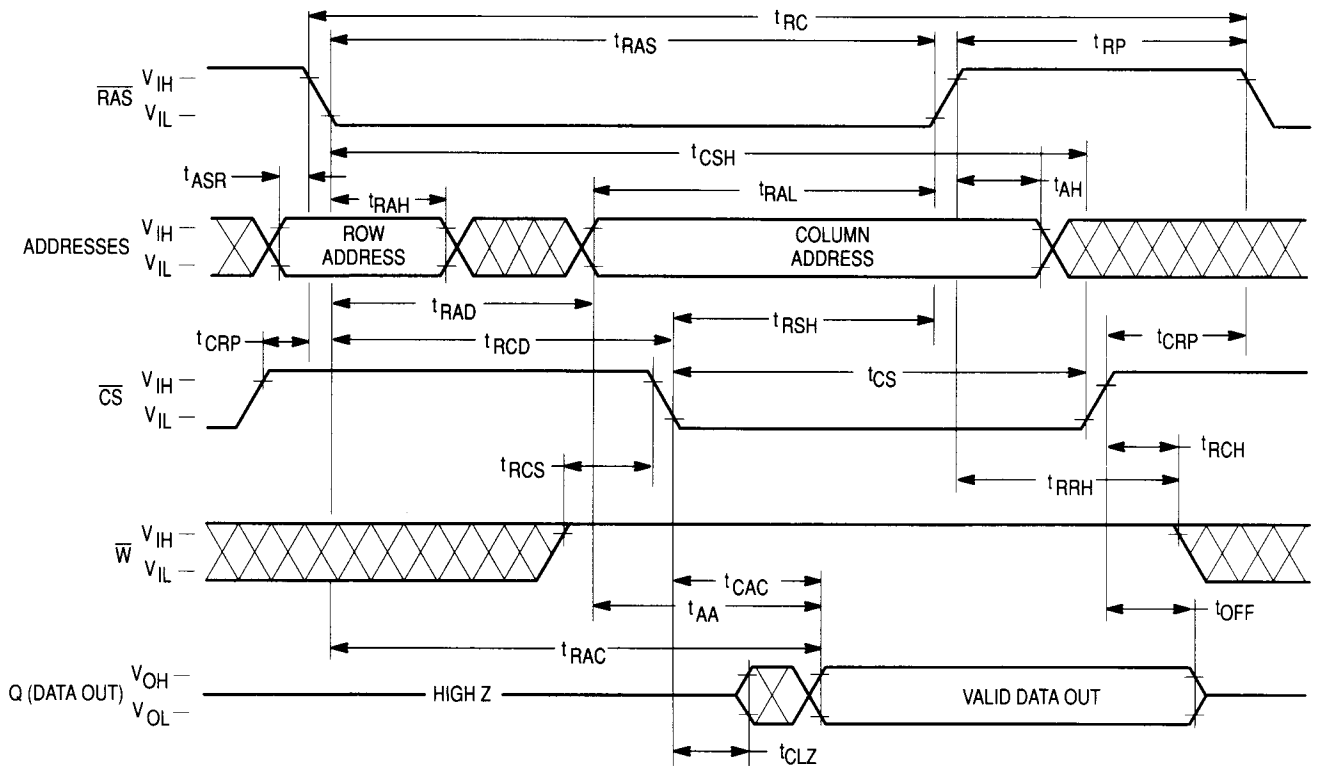 tRC
tRAS
tRP
RAS
VIH
VIL
tCSH
tASR
tRAH
tRAL
tAH
ADDRESSES
VIH
VIL
ROW
ADDRESS
COLUMN
ADDRESS
tRAD
tRSH
tCRP
tRCD
tCRP
tCS
CS
VIH
VIL
tRCS
tRCH
tRRH
W
VIH
VIL
tCAC
tAA
tOFF
tRAC
Q (DATA OUT)
VOH
VOL
HIGH Z
VALID DATA OUT
tCLZ